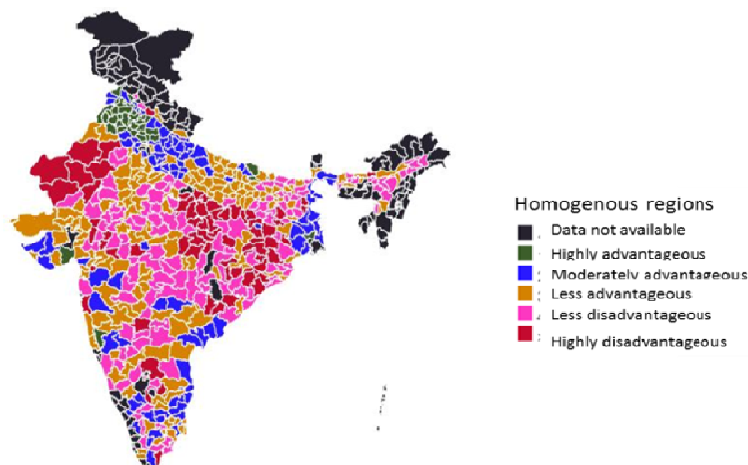 Homogenous regions
Data not available
Highly advantageous
Moderately advantageous
Less advantageous
Less disadvantageous
Highly disadvantageous